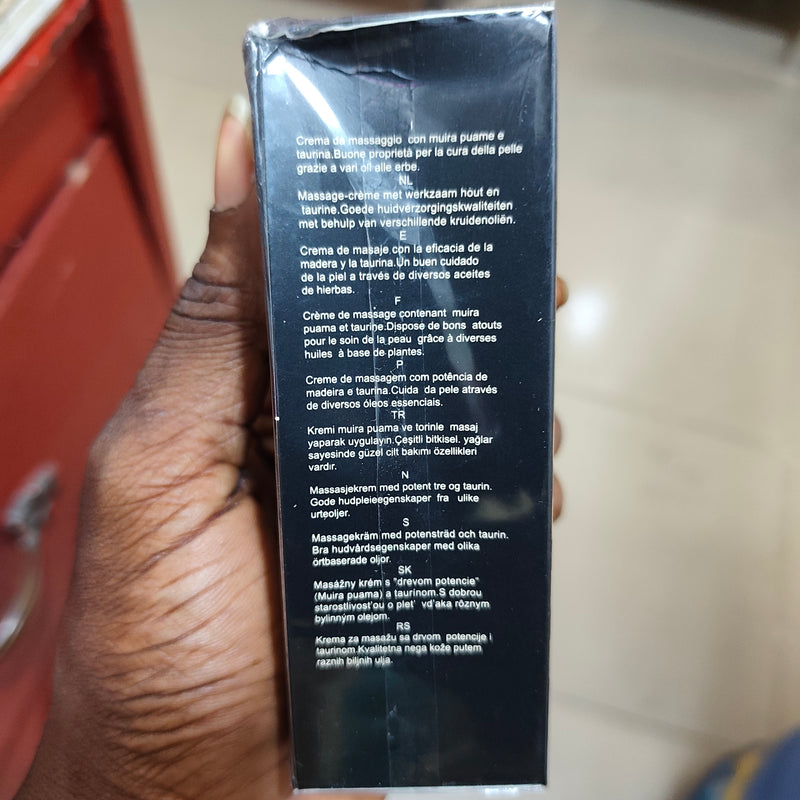 Crema da massaggio con muira puame e
taurina.Buone proprietà per la cura della pelle
grazie a vari oli alle erbe.
NL
Massage-crème met werkzaam hout en
taurine.Goede huidverzorgingskwaliteiten
met behulp van verschillende kruidenoliën.
E
Crema de masaje con la eficacia de la
madera y la taurina.Un buen cuidado
de la piel a través de diversos aceites
de hierbas.
F
Crème de massage contenant muira
puama et taurine.Dispose de bons atouts
pour le soin de la peau grâce à diverses
huiles à base de plantes.
P
Creme de massagem com potência de
madeira e taurina.Cuida da pele através
de diversos óleos essenciais.
TR
Kremi muira puama ve torinle masaj
yaparak uygulayın.Çeşitli bitkisel. yağlar
sayesinde güzel cilt bakımı özellikleri
vardır.
N
Massasjekrem med potent tre og taurin.
Gode hudpleieegenskaper fra ulike
urteoljer.
S
Massagekräm med potensträd och taurin.
Bra hudvårdsegenskaper med olika
örtbaserade oljor.
SK
Masážny krém s "drevom potencie"
(Muira puama) a taurinom.S dobrou
starostlivosťou o pleť vďaka rôznym
bylinným olejom.
RS
Krema za masažu sa drvom potencije i
taurinom.Kvalitetna nega kože putem
raznih biljnih ulja.